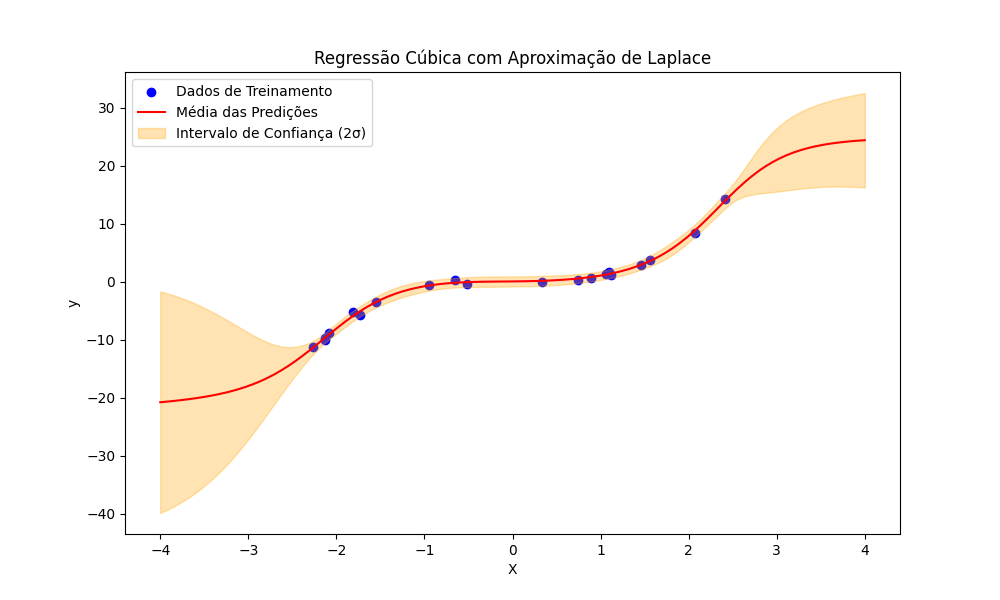 Regressão Cúbica com Aproximação de Laplace
Dados de Treinamento
Média das Predições
Intervalo de Confiança (2σ)
30
20
10
0
−10
−20
−30
−40
y
−4 −3 −2 −1 0 1 2 3 4
X